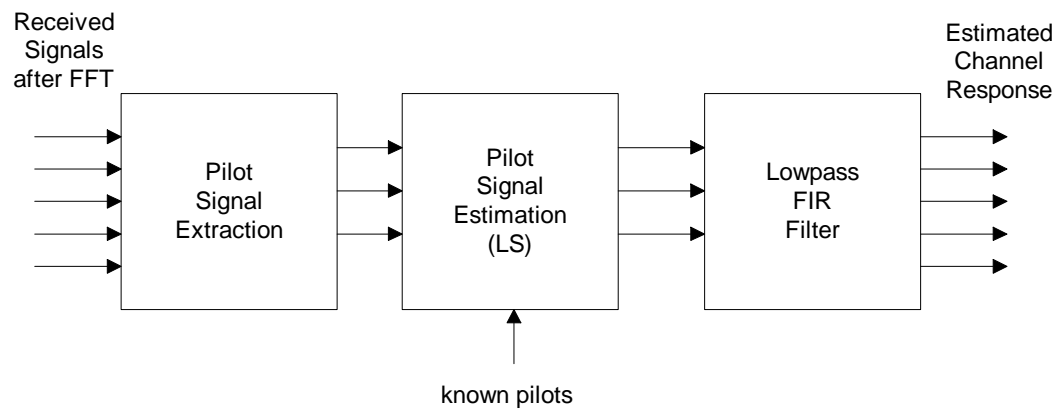 Received
Signals
after FFT
Pilot
Signal
Extraction
Pilot
Signal
Estimation
(LS)
known pilots
Lowpass
FIR
Filter
Estimated
Channel
Response